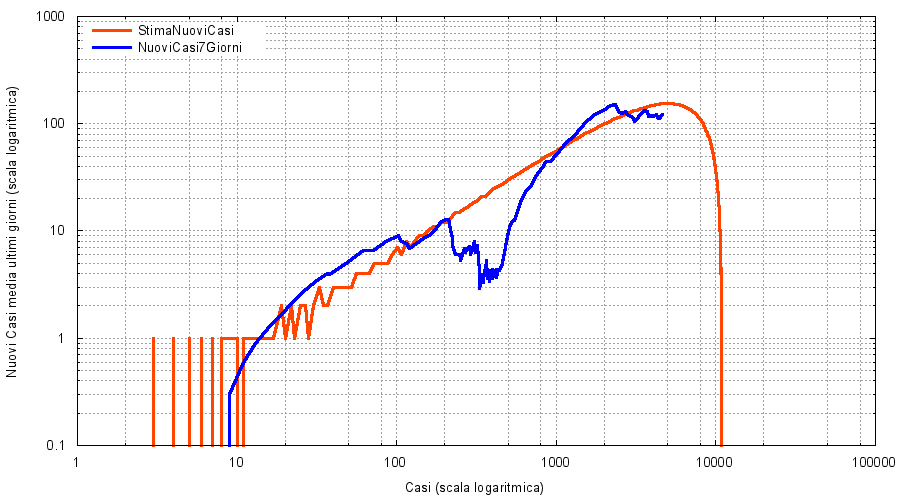 1000
StimaNuoviCasi
NuoviCasi7Giorni
100
10
1
0.1
Nuovi Casi media ultimi giorni (scala logaritmica)
1 10 100 1000 10000 100000
Casi (scala logaritmica)